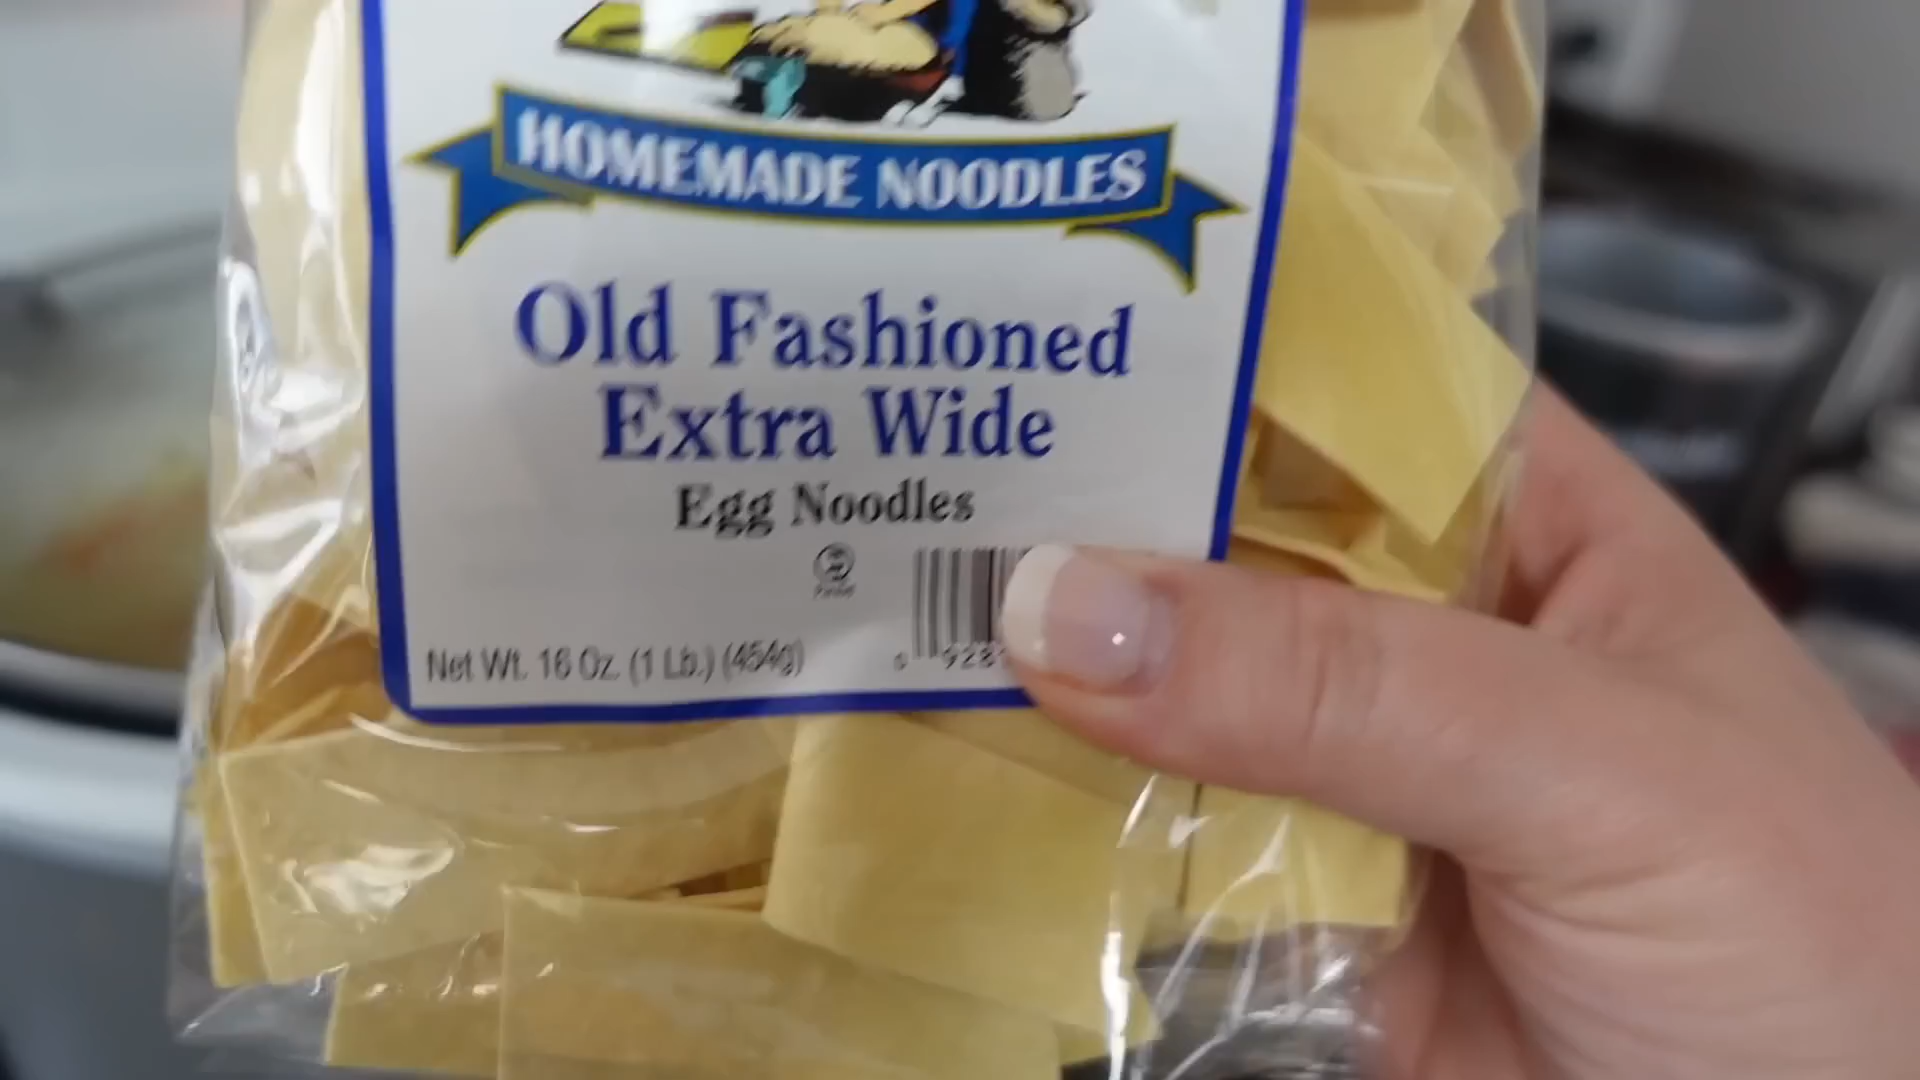 HOMEMADE NOODLES
Old Fashioned
Extra Wide
Egg Noodles
Net Wt. 16 Oz. (1 Lb.) (454g)